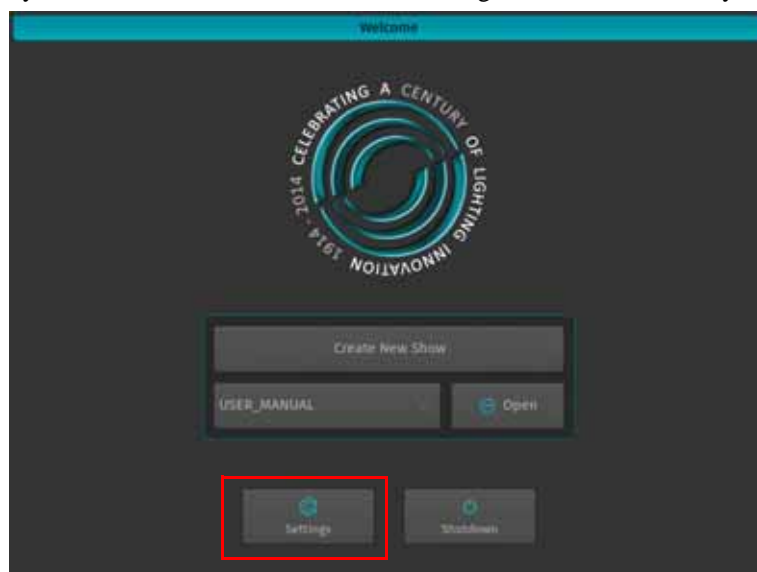 Welcome
1914 - 2014 CELEBRATING A CENTURY OF LIGHTING INNOVATION
Create New Show
USER_MANUAL
Open
Settings
Shutdown